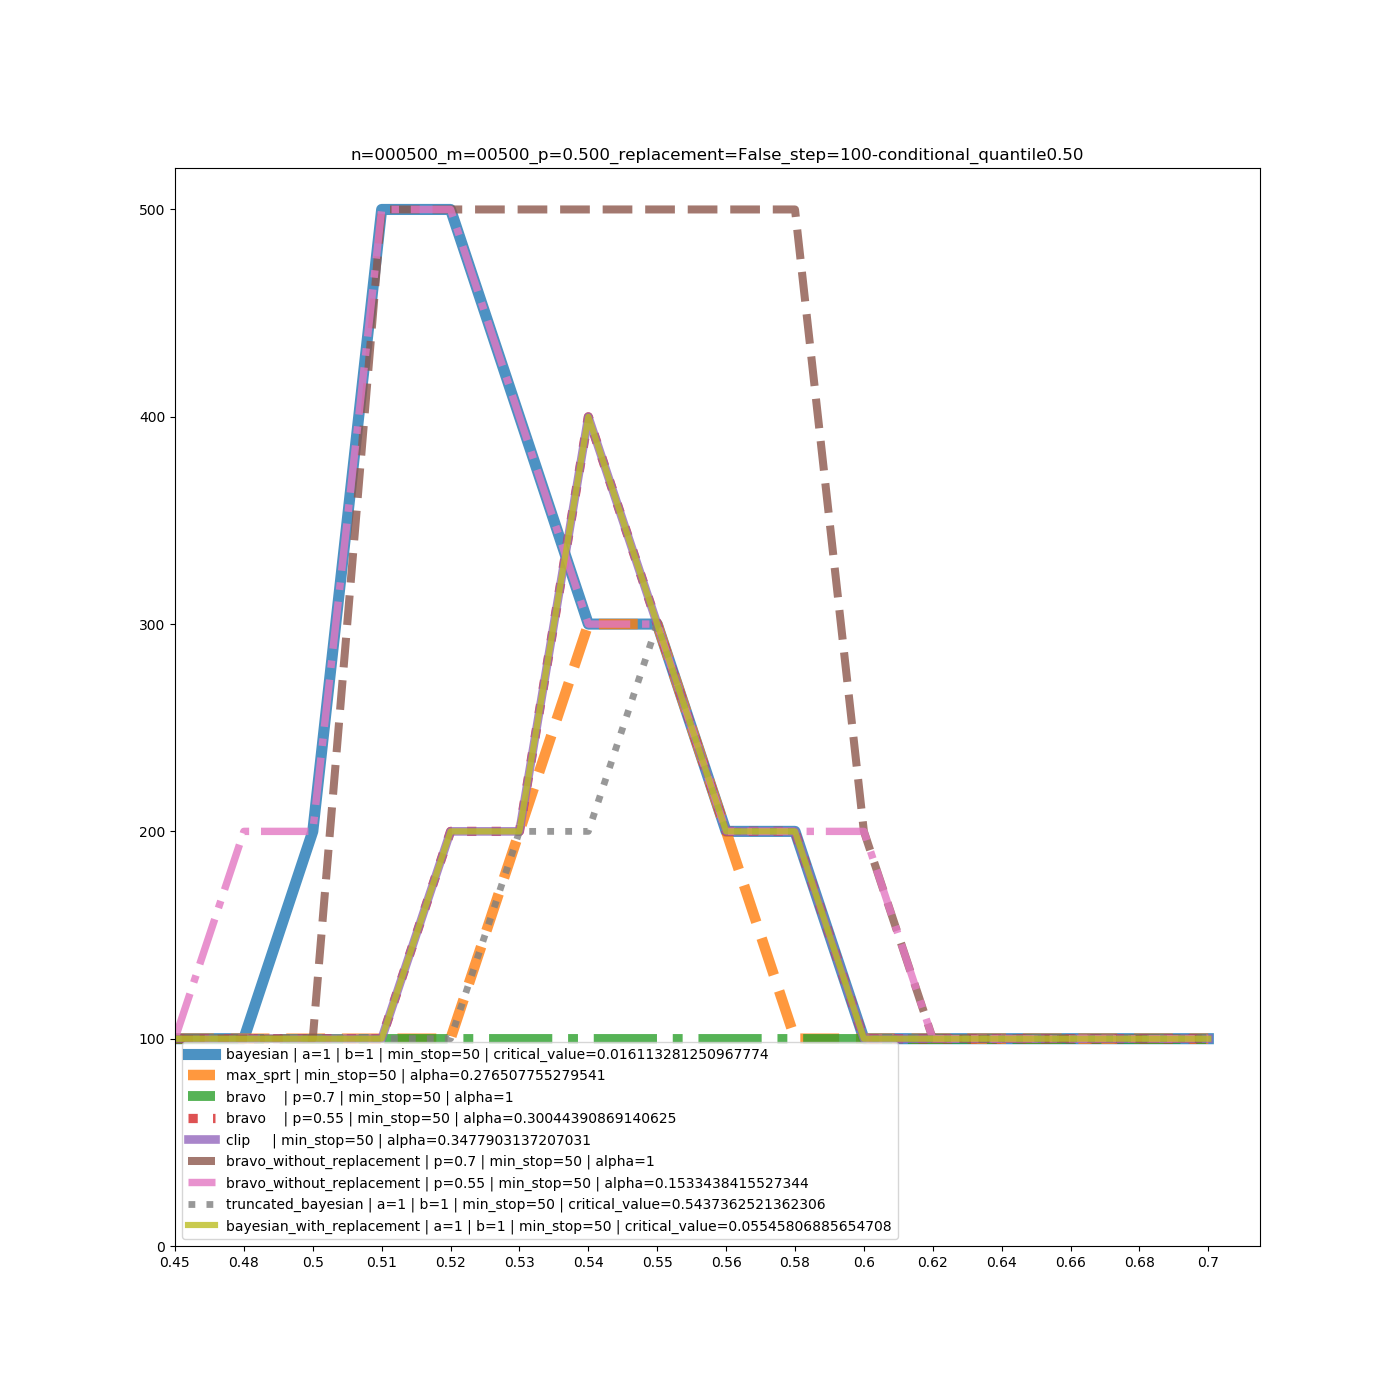 n=000500_m=00500_p=0.500_replacement=False_step=100-conditional_quantile0.50
500
400
300
200
100
0
bayesian | a=1 | b=1 | min_stop=50 | critical_value=0.016113281250967774
max_sprt | min_stop=50 | alpha=0.276507755279541
bravo    | p=0.7 | min_stop=50 | alpha=1
bravo    | p=0.55 | min_stop=50 | alpha=0.30044390869140625
clip     | min_stop=50 | alpha=0.3477903137207031
bravo_without_replacement | p=0.7 | min_stop=50 | alpha=1
bravo_without_replacement | p=0.55 | min_stop=50 | alpha=0.1533438415527344
truncated_bayesian | a=1 | b=1 | min_stop=50 | critical_value=0.5437362521362306
bayesian_with_replacement | a=1 | b=1 | min_stop=50 | critical_value=0.05545806885654708
0.45 0.48 0.5 0.51 0.52 0.53 0.54 0.55 0.56 0.58 0.6 0.62 0.64 0.66 0.68 0.7